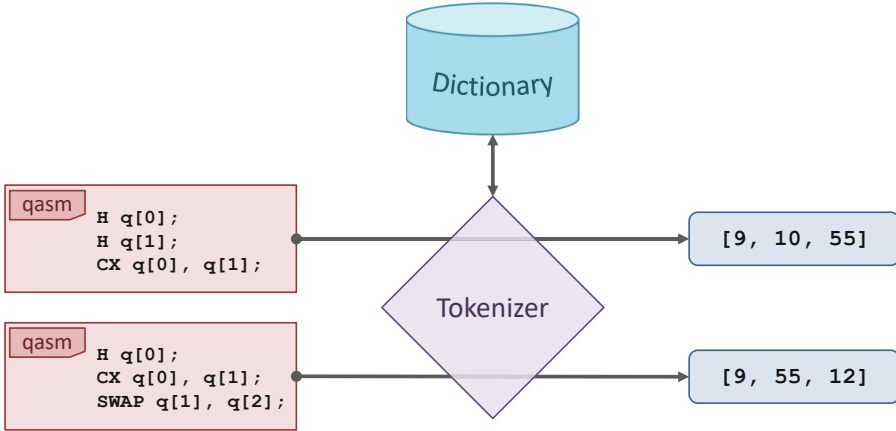 Dictionary
qasm
H q[0];
H q[1];
CX q[0], q[1];
[9, 10, 55]
Tokenizer
qasm
H q[0];
CX q[0], q[1];
SWAP q[1], q[2];
[9, 55, 12]